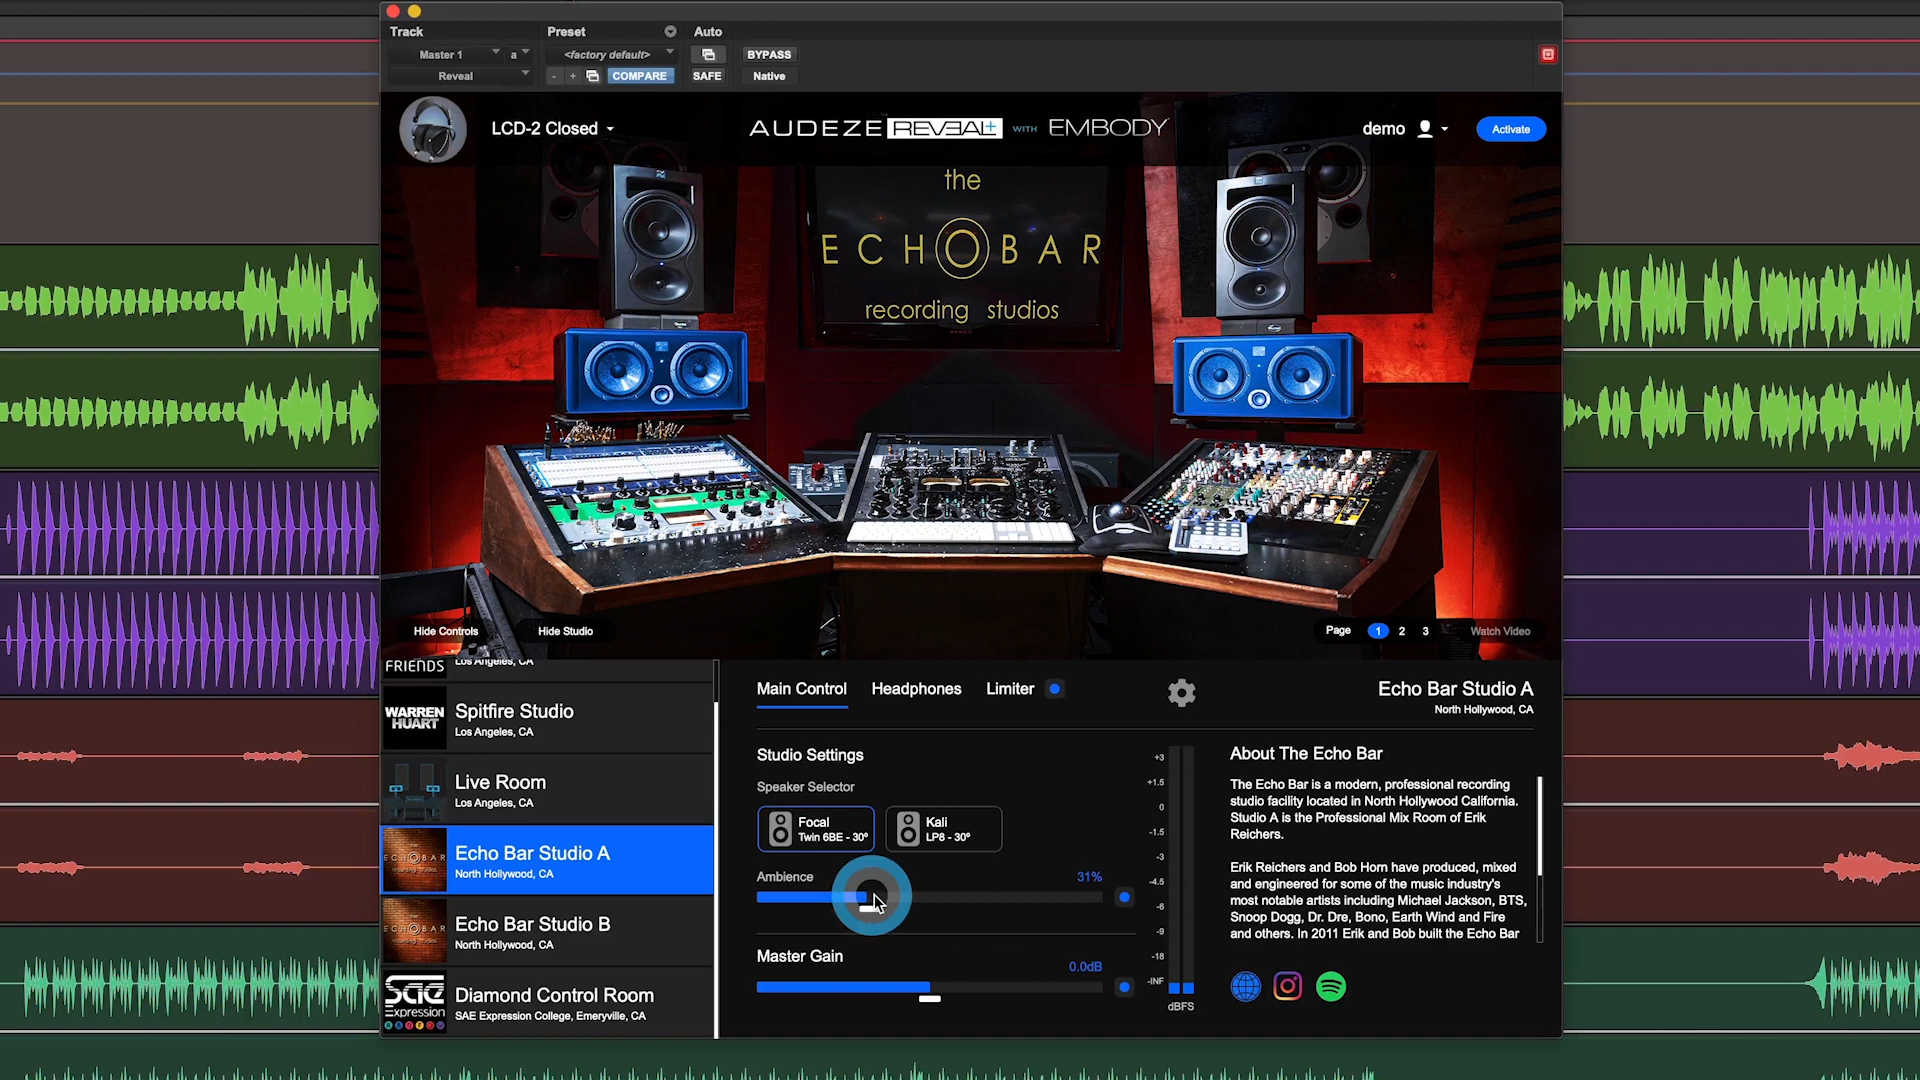 Track
Preset
Auto
Master 1
a
<factory default>
BYPASS
Reveal
-
+
COMPARE
SAFE
Native
LCD-2 Closed
AUDEZE REVEAL+ WITH EMBODY
demo
Activate
the
ECHOBAR
recording studios
Hide Controls
Hide Studio
Page
1
2
3
Watch Video
FRIENDS
Los Angeles, CA
WARREN
HUART
Spitfire Studio
Los Angeles, CA
Live Room
Los Angeles, CA
ECHOBAR
recording studios
Echo Bar Studio A
North Hollywood, CA
ECHOBAR
recording studios
Echo Bar Studio B
North Hollywood, CA
sae
Expression
Diamond Control Room
SAE Expression College, Emeryville, CA
Main Control
Headphones
Limiter
Studio Settings
Speaker Selector
Focal
Twin 6BE - 30º
Kali
LP8 - 30º
Ambience
31%
Master Gain
0.0dB
+3
+1.5
0
-1.5
-3
-4.5
-6
-9
-18
-INF
dBFS
Echo Bar Studio A
North Hollywood, CA
About The Echo Bar
The Echo Bar is a modern, professional recording
studio facility located in North Hollywood California.
Studio A is the Professional Mix Room of Erik
Reichers.
Erik Reichers and Bob Horn have produced, mixed
and engineered for some of the music industry's
most notable artists including Michael Jackson, BTS,
Snoop Dogg, Dr. Dre, Bono, Earth Wind and Fire
and others. In 2011 Erik and Bob built the Echo Bar